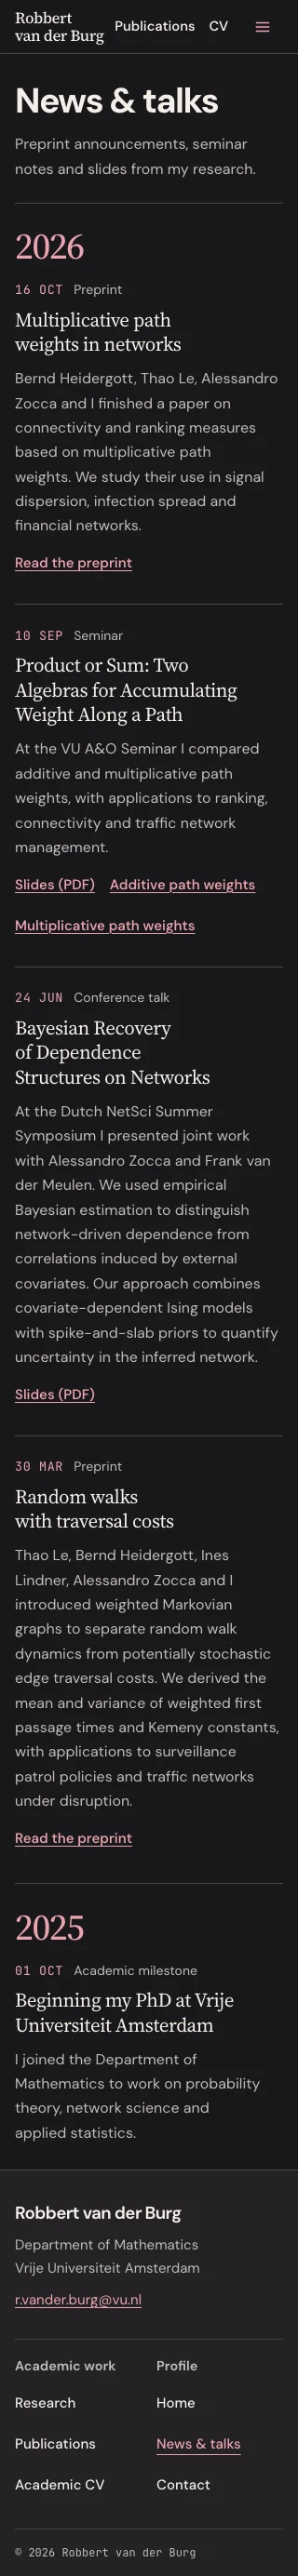 Robbert
van der Burg
Publications CV
News & talks
Preprint announcements, seminar
notes and slides from my research.
2026
16 OCT Preprint
Multiplicative path
weights in networks
Bernd Heidergott, Thao Le, Alessandro
Zocca and I finished a paper on
connectivity and ranking measures
based on multiplicative path
weights. We study their use in signal
dispersion, infection spread and
financial networks.
Read the preprint
10 SEP Seminar
Product or Sum: Two
Algebras for Accumulating
Weight Along a Path
At the VU A&O Seminar I compared
additive and multiplicative path
weights, with applications to ranking,
connectivity and traffic network
management.
Slides (PDF) Additive path weights
Multiplicative path weights
24 JUN Conference talk
Bayesian Recovery
of Dependence
Structures on Networks
At the Dutch NetSci Summer
Symposium I presented joint work
with Alessandro Zocca and Frank van
der Meulen. We used empirical
Bayesian estimation to distinguish
network-driven dependence from
correlations induced by external
covariates. Our approach combines
covariate-dependent Ising models
with spike-and-slab priors to quantify
uncertainty in the inferred network.
Slides (PDF)
30 MAR Preprint
Random walks
with traversal costs
Thao Le, Bernd Heidergott, Ines
Lindner, Alessandro Zocca and I
introduced weighted Markovian
graphs to separate random walk
dynamics from potentially stochastic
edge traversal costs. We derived the
mean and variance of weighted first
passage times and Kemeny constants,
with applications to surveillance
patrol policies and traffic networks
under disruption.
Read the preprint
2025
01 OCT Academic milestone
Beginning my PhD at Vrije
Universiteit Amsterdam
I joined the Department of
Mathematics to work on probability
theory, network science and
applied statistics.
Robbert van der Burg
Department of Mathematics
Vrije Universiteit Amsterdam
r.vander.burg@vu.nl
Academic work Profile
Research Home
Publications News & talks
Academic CV Contact
© 2026 Robbert van der Burg